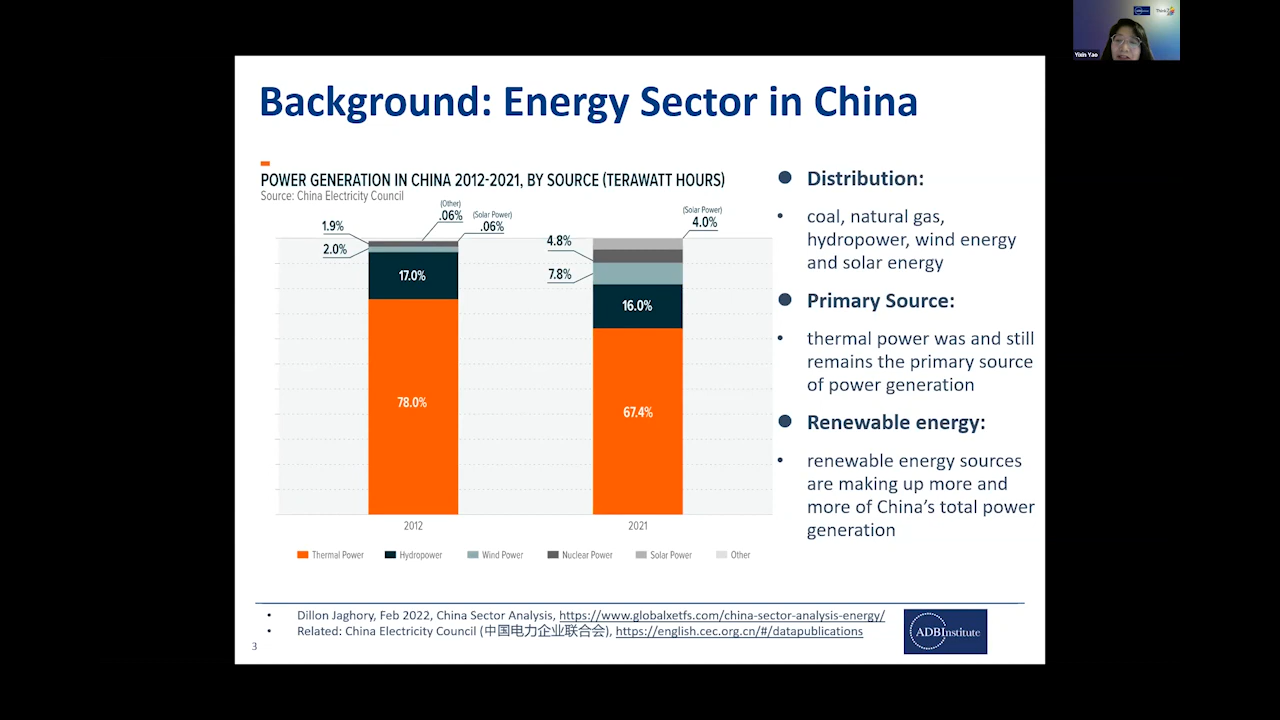 ADBInstitute
Yixin Yao
Background: Energy Sector in China
POWER GENERATION IN CHINA 2012-2021, BY SOURCE (TERAWATT HOURS)
Source: China Electricity Council
(Other)
.06%
(Solar Power)
.06%
1.9%
2.0%
17.0%
78.0%
(Solar Power)
4.0%
4.8%
7.8%
16.0%
67.4%
2012
2021
Thermal Power
Hydropower
Wind Power
Nuclear Power
Solar Power
Other
● Distribution:
• coal, natural gas,
hydropower, wind energy
and solar energy
● Primary Source:
• thermal power was and still
remains the primary source
of power generation
● Renewable energy:
• renewable energy sources
are making up more and
more of China's total power
generation
• Dillon Jaghory, Feb 2022, China Sector Analysis, https://www.globalxetfs.com/china-sector-analysis-energy/
• Related: China Electricity Council (中国电力企业联合会), https://english.cec.org.cn/#/datapublications
3
ADBInstitute